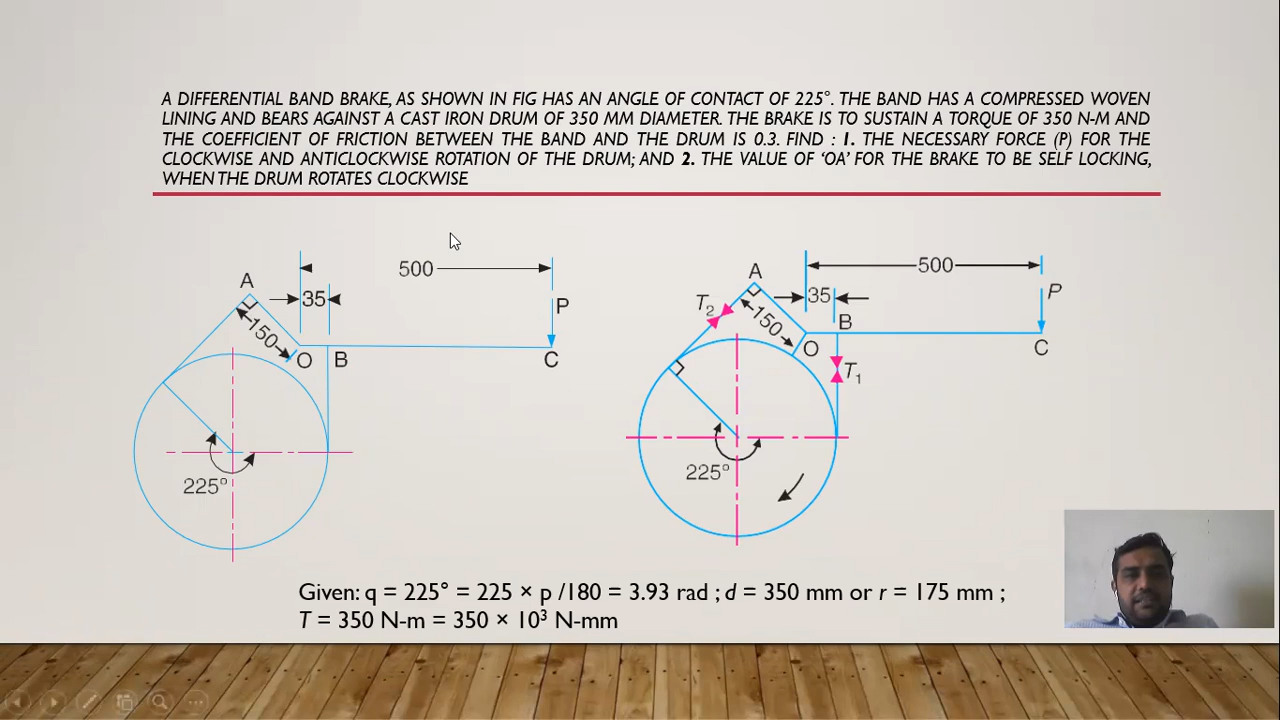 A DIFFERENTIAL BAND BRAKE, AS SHOWN IN FIG HAS AN ANGLE OF CONTACT OF 225°. THE BAND HAS A COMPRESSED WOVEN
LINING AND BEARS AGAINST A CAST IRON DRUM OF 350 MM DIAMETER. THE BRAKE IS TO SUSTAIN A TORQUE OF 350 N-M AND
THE COEFFICIENT OF FRICTION BETWEEN THE BAND AND THE DRUM IS 0.3. FIND : 1. THE NECESSARY FORCE (P) FOR THE
CLOCKWISE AND ANTICLOCKWISE ROTATION OF THE DRUM; AND 2. THE VALUE OF ‘OA’ FOR THE BRAKE TO BE SELF LOCKING,
WHEN THE DRUM ROTATES CLOCKWISE
500
A
35
P
150
O
B
C
225°
500
A
35
P
T2
150
B
O
C
T1
225°
Given: q = 225° = 225 × p /180 = 3.93 rad ; d = 350 mm or r = 175 mm ;
T = 350 N-m = 350 × 10³ N-mm